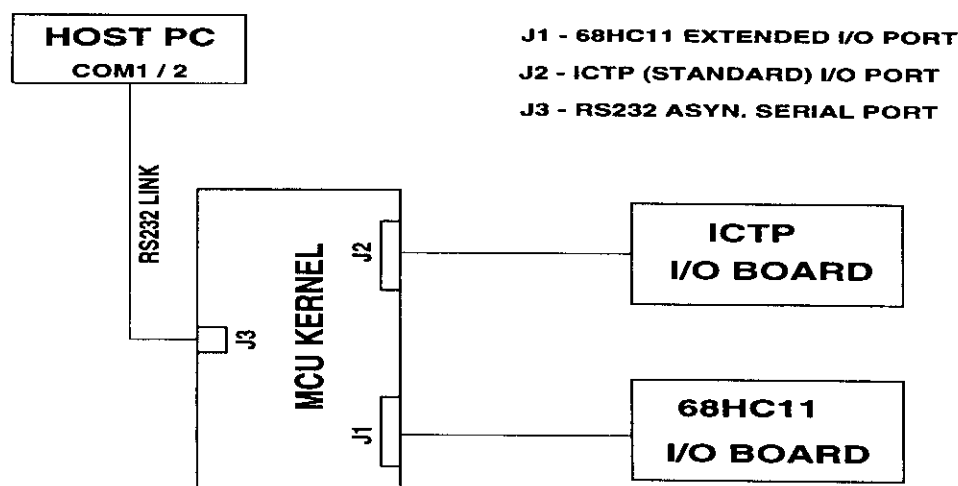 HOST PC
COM1 / 2
J1 - 68HC11 EXTENDED I/O PORT
J2 - ICTP (STANDARD) I/O PORT
J3 - RS232 ASYN. SERIAL PORT
RS232 LINK
J3
MCU KERNEL
J2
J1
ICTP
I/O BOARD
68HC11
I/O BOARD